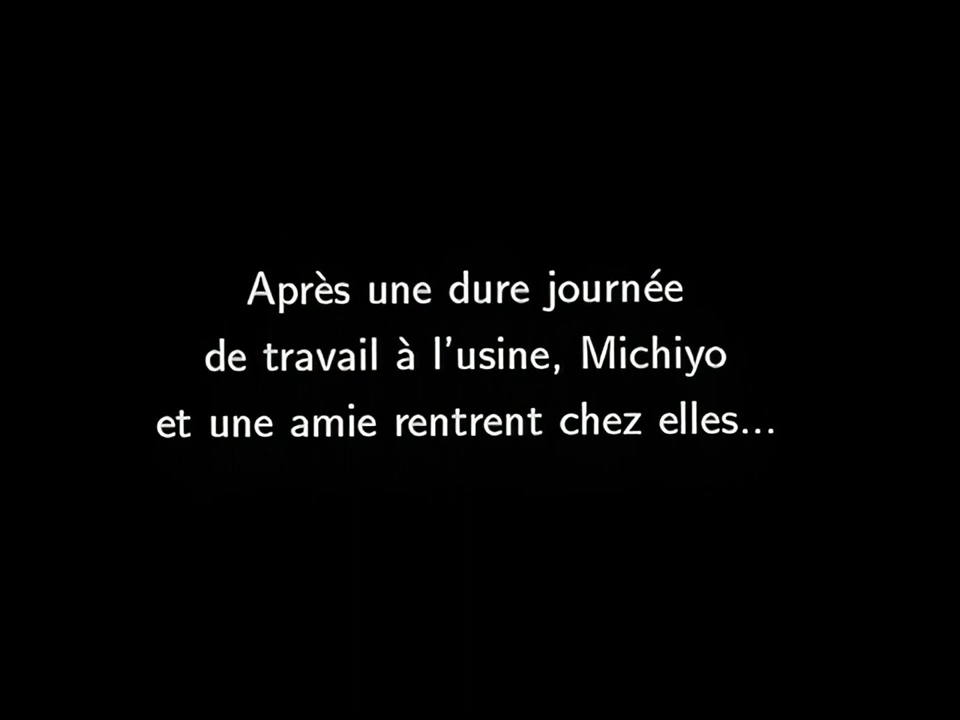 Après une dure journée
de travail à l'usine, Michiyo
et une amie rentrent chez elles...